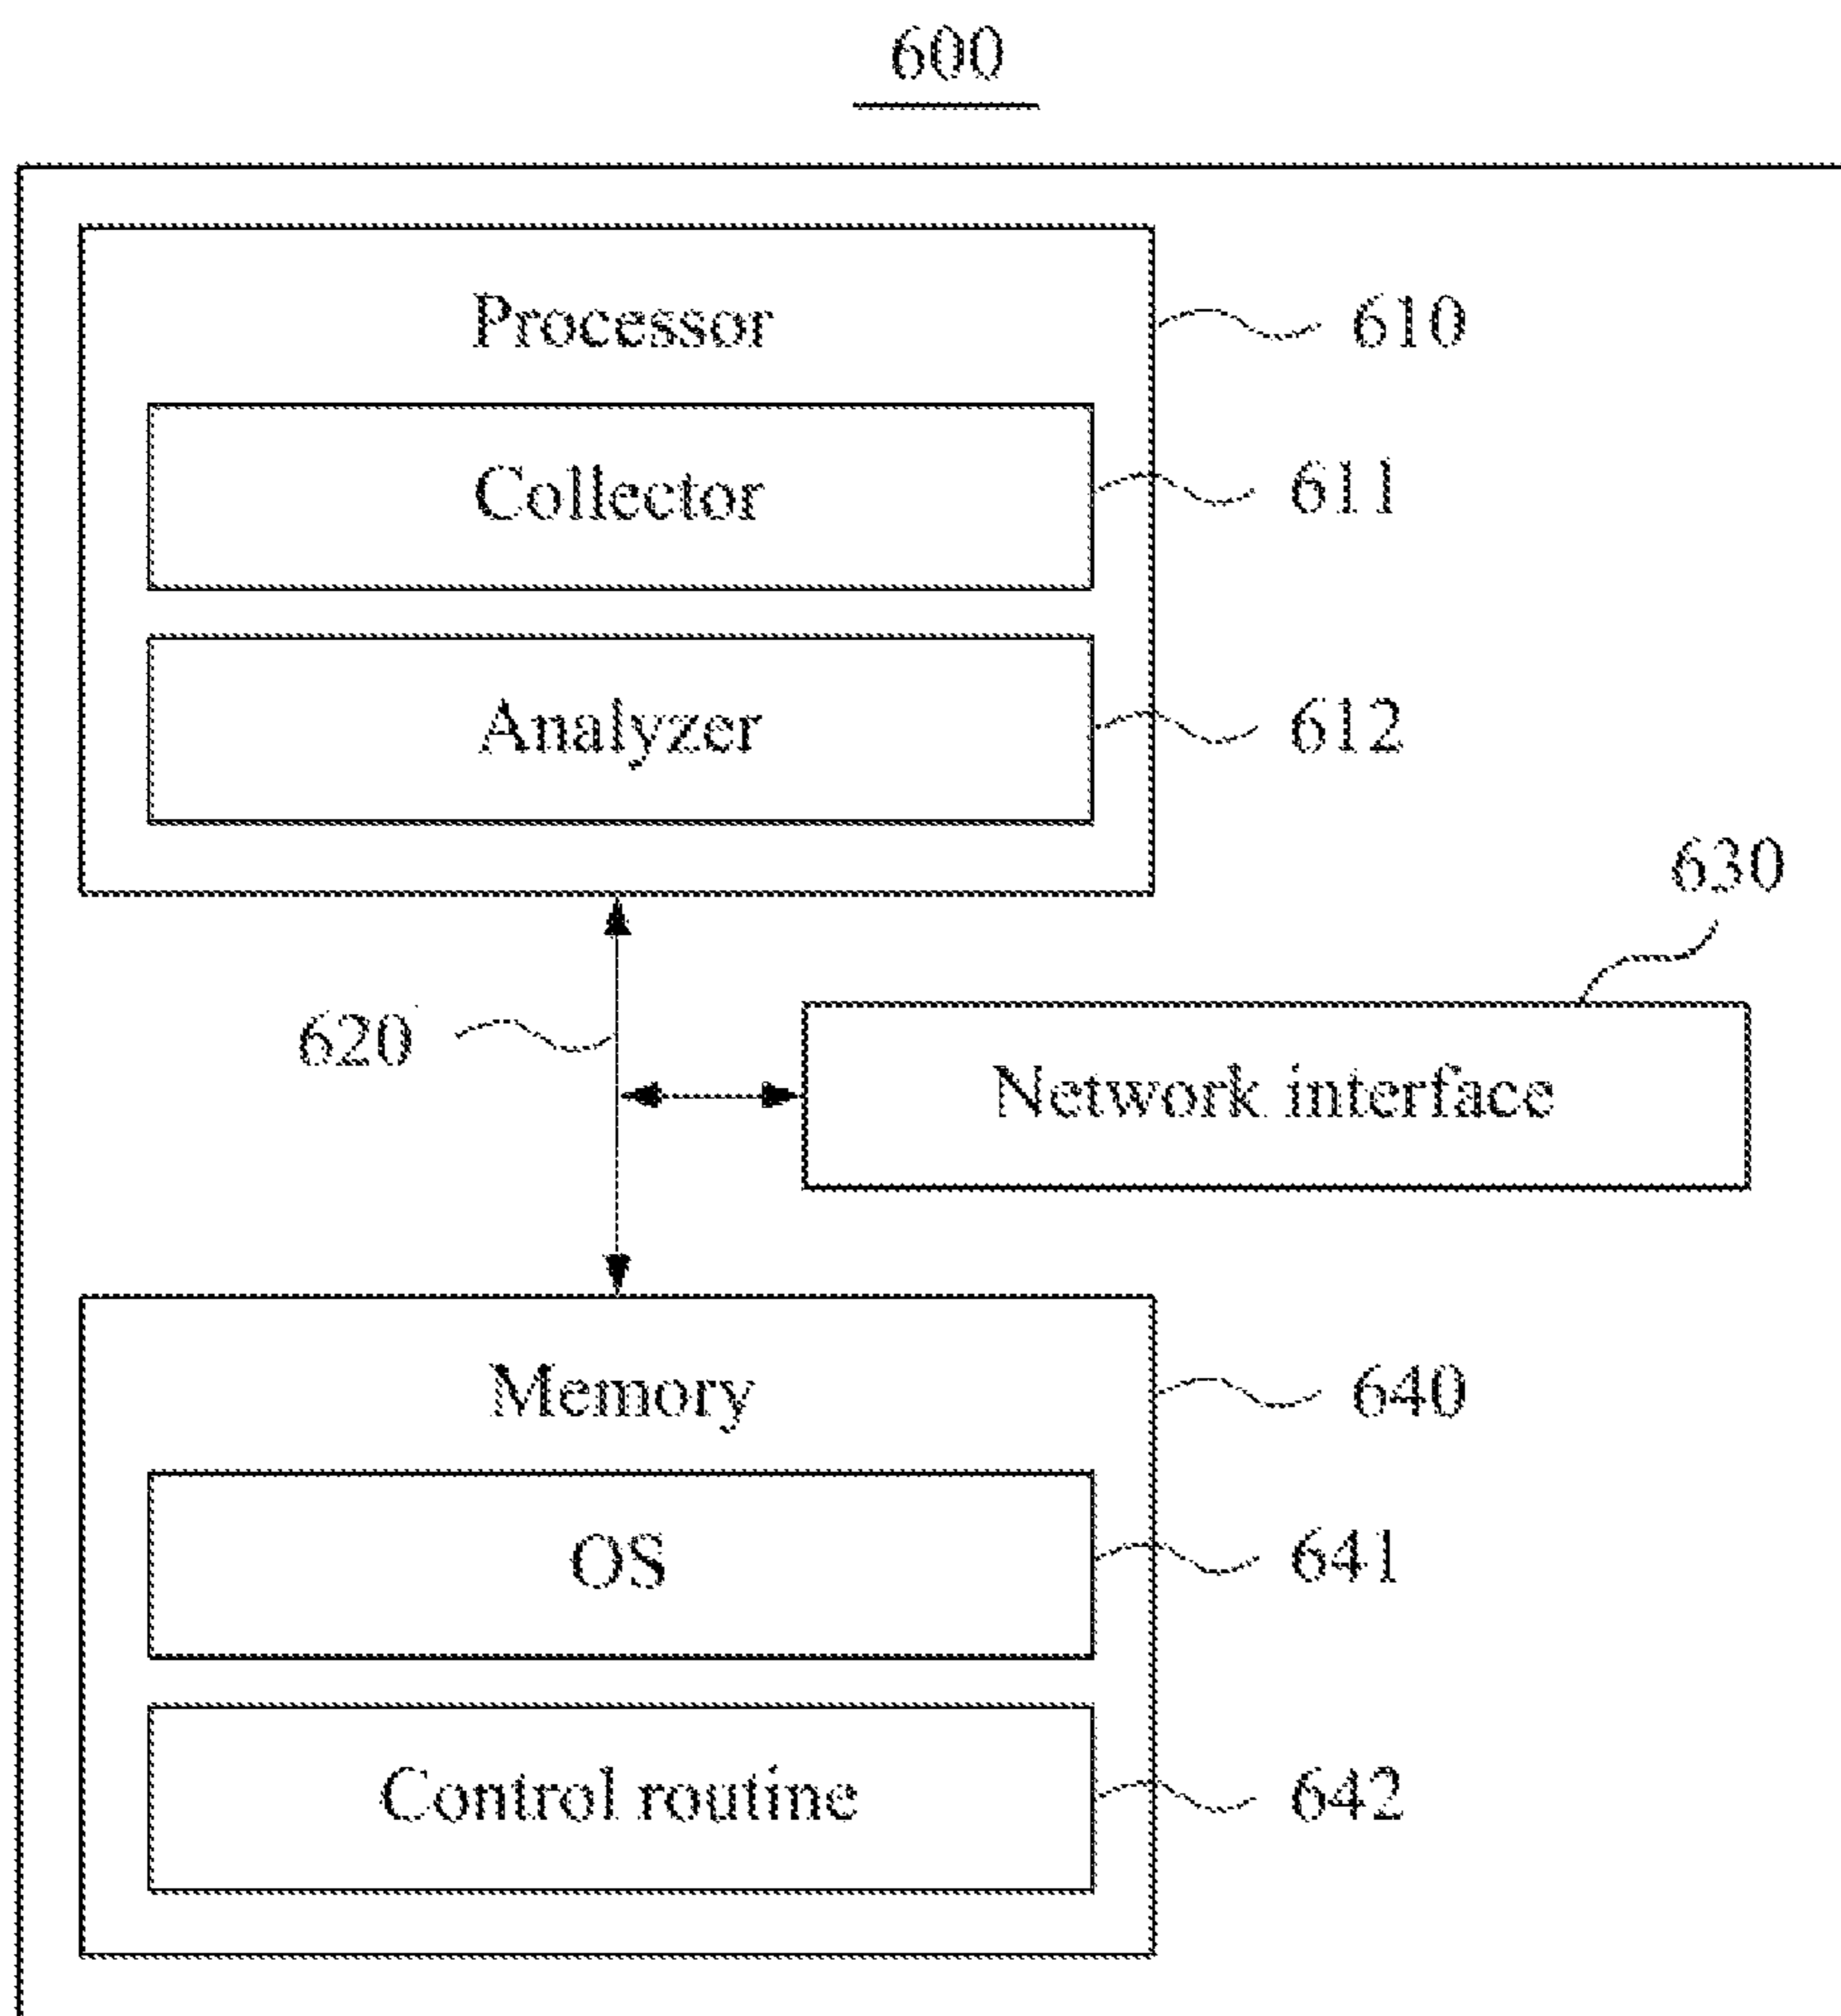 600
Processor
610
Collector
611
Analyzer
612
630
620
Network interface
Memory
640
OS
641
Control routine
642